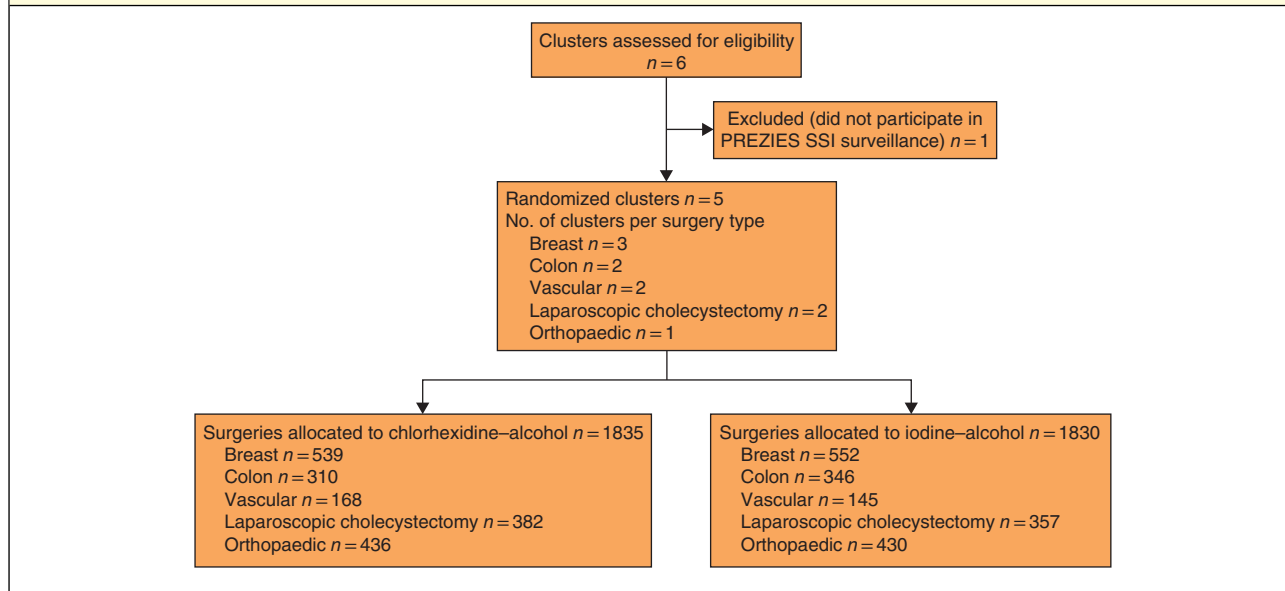 Clusters assessed for eligibility
n = 6
Excluded (did not participate in
PREZIES SSI surveillance) n = 1
Randomized clusters n = 5
No. of clusters per surgery type
Breast n = 3
Colon n = 2
Vascular n = 2
Laparoscopic cholecystectomy n = 2
Orthopaedic n = 1
Surgeries allocated to chlorhexidine–alcohol n = 1835
Breast n = 539
Colon n = 310
Vascular n = 168
Laparoscopic cholecystectomy n = 382
Orthopaedic n = 436
Surgeries allocated to iodine–alcohol n = 1830
Breast n = 552
Colon n = 346
Vascular n = 145
Laparoscopic cholecystectomy n = 357
Orthopaedic n = 430